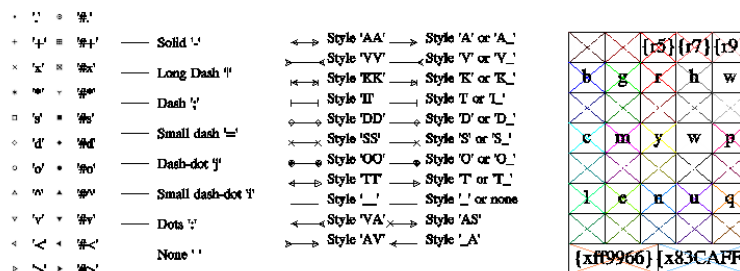 '.' '#.'
'+' '#+'
'x' '#x'
'*' '#*'
's' '#s'
'd' '#d'
'o' '#o'
'^' '#^'
'v' '#v'
'<' '#<'
'>' '#>'
Solid '-'
Long Dash '|'
Dash ';'
Small dash '='
Dash-dot 'j'
Small dash-dot 'i'
Dots ':'
None ' '
Style 'AA' Style 'A' or 'A_'
Style 'VV' Style 'V' or 'V_'
Style 'KK' Style 'K' or 'K_'
Style 'II' Style 'I' or 'I_'
Style 'DD' Style 'D' or 'D_'
Style 'SS' Style 'S' or 'S_'
Style 'OO' Style 'O' or 'O_'
Style 'TT' Style 'T' or 'T_'
Style '__' Style '_' or none
Style 'VA' Style 'AS'
Style 'AV' Style '_A'
{r5} {r7} {r9
b g r h w
c m y w p
l e n u q
{xff9966} {x83CAFF